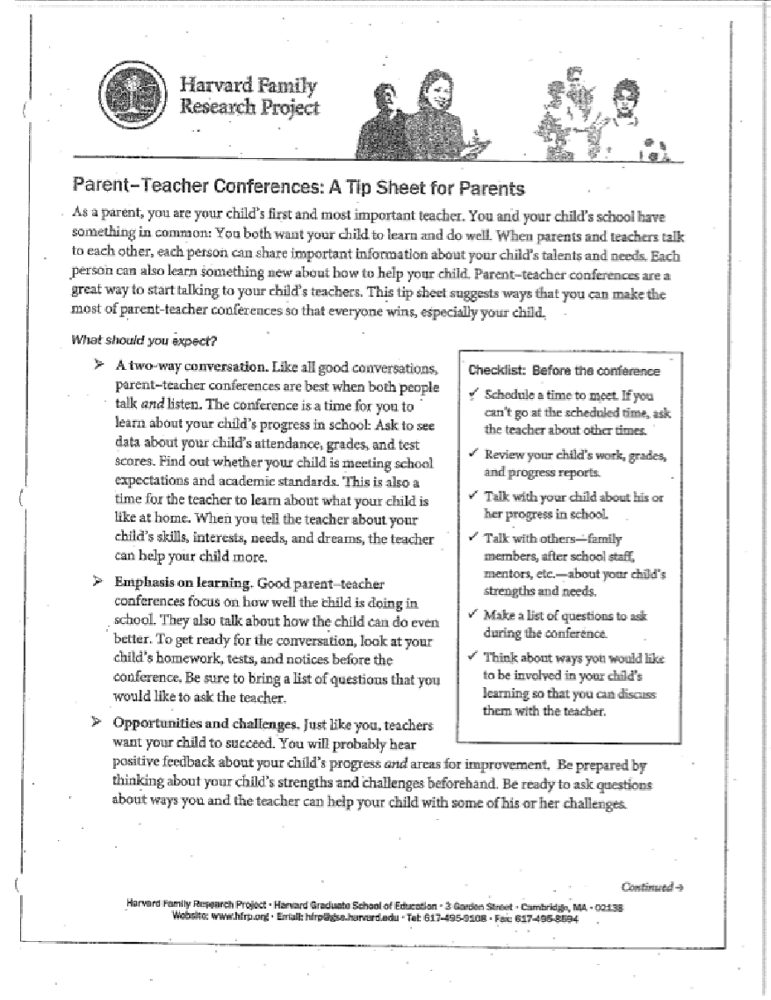 Harvard Family
Research Project
Parent–Teacher Conferences: A Tip Sheet for Parents
As a parent, you are your child's first and most important teacher. You and your child's school have
something in common: You both want your child to learn and do well. When parents and teachers talk
to each other, each person can share important information about your child's talents and needs. Each
person can also learn something new about how to help your child. Parent–teacher conferences are a
great way to start talking to your child's teachers. This tip sheet suggests ways that you can make the
most of parent-teacher conferences so that everyone wins, especially your child.
What should you expect?
➢ A two-way conversation. Like all good conversations,
parent–teacher conferences are best when both people
talk and listen. The conference is a time for you to
learn about your child's progress in school: Ask to see
data about your child's attendance, grades, and test
scores. Find out whether your child is meeting school
expectations and academic standards. This is also a
time for the teacher to learn about what your child is
like at home. When you tell the teacher about your
child's skills, interests, needs, and dreams, the teacher
can help your child more.
➢ Emphasis on learning. Good parent–teacher
conferences focus on how well the child is doing in
school. They also talk about how the child can do even
better. To get ready for the conversation, look at your
child's homework, tests, and notices before the
conference. Be sure to bring a list of questions that you
would like to ask the teacher.
➢ Opportunities and challenges. Just like you, teachers
want your child to succeed. You will probably hear
positive feedback about your child's progress and areas for improvement. Be prepared by
thinking about your child's strengths and challenges beforehand. Be ready to ask questions
about ways you and the teacher can help your child with some of his or her challenges.
Checklist: Before the conference
✓ Schedule a time to meet. If you
can't go at the scheduled time, ask
the teacher about other times.
✓ Review your child's work, grades,
and progress reports.
✓ Talk with your child about his or
her progress in school.
✓ Talk with others—family
members, after school staff,
mentors, etc.—about your child's
strengths and needs.
✓ Make a list of questions to ask
during the conference.
✓ Think about ways you would like
to be involved in your child's
learning so that you can discuss
them with the teacher.
Continued →
Harvard Family Research Project · Harvard Graduate School of Education · 3 Garden Street · Cambridge, MA · 02138
Website: www.hfrp.org · Email: hfrp@gse.harvard.edu · Tel: 617-495-9108 · Fax: 617-495-8594